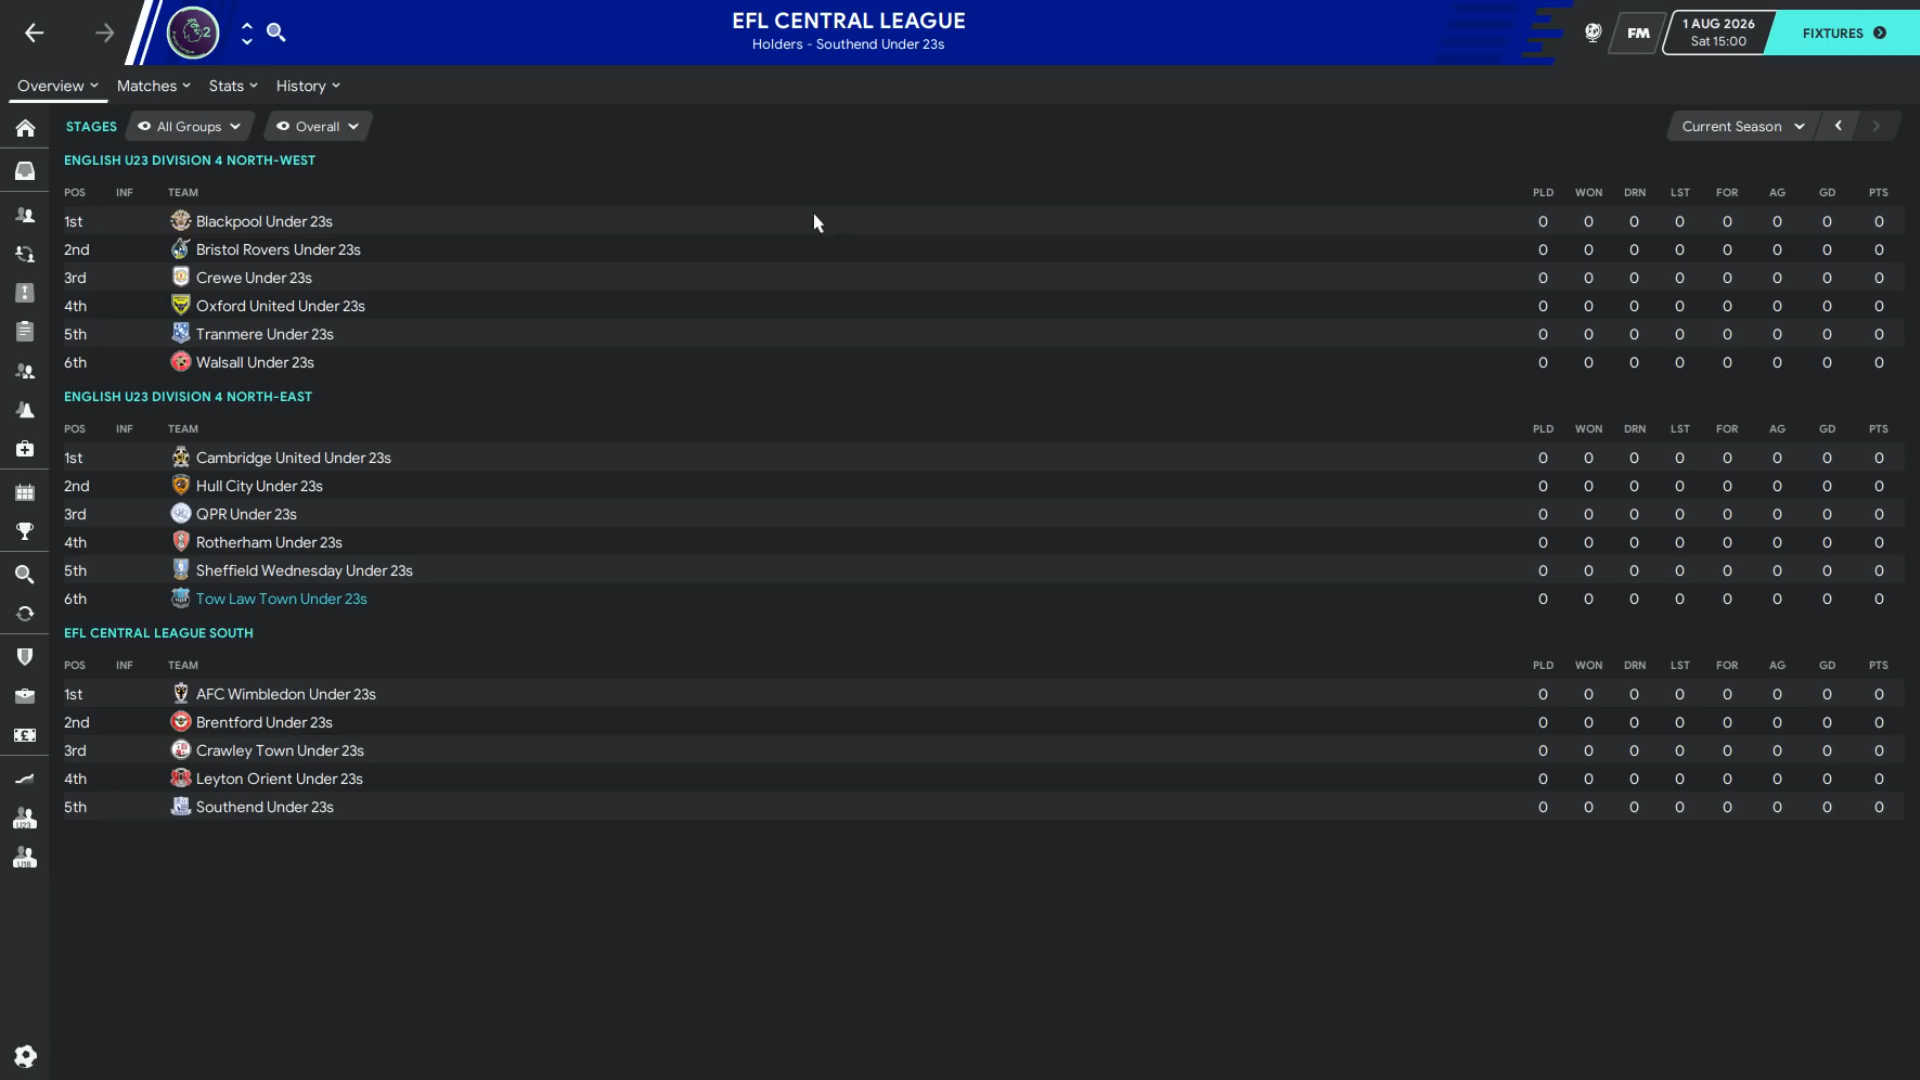 EFL CENTRAL LEAGUE
Holders - Southend Under 23s
FM
1 AUG 2026
Sat 15:00
FIXTURES
Overview Matches Stats History
STAGES All Groups Overall Current Season
ENGLISH U23 DIVISION 4 NORTH-WEST
POS INF TEAM PLD WON DRN LST FOR AG GD PTS
1st Blackpool Under 23s 0 0 0 0 0 0 0 0
2nd Bristol Rovers Under 23s 0 0 0 0 0 0 0 0
3rd Crewe Under 23s 0 0 0 0 0 0 0 0
4th Oxford United Under 23s 0 0 0 0 0 0 0 0
5th Tranmere Under 23s 0 0 0 0 0 0 0 0
6th Walsall Under 23s 0 0 0 0 0 0 0 0
ENGLISH U23 DIVISION 4 NORTH-EAST
POS INF TEAM PLD WON DRN LST FOR AG GD PTS
1st Cambridge United Under 23s 0 0 0 0 0 0 0 0
2nd Hull City Under 23s 0 0 0 0 0 0 0 0
3rd QPR Under 23s 0 0 0 0 0 0 0 0
4th Rotherham Under 23s 0 0 0 0 0 0 0 0
5th Sheffield Wednesday Under 23s 0 0 0 0 0 0 0 0
6th Tow Law Town Under 23s 0 0 0 0 0 0 0 0
EFL CENTRAL LEAGUE SOUTH
POS INF TEAM PLD WON DRN LST FOR AG GD PTS
1st AFC Wimbledon Under 23s 0 0 0 0 0 0 0 0
2nd Brentford Under 23s 0 0 0 0 0 0 0 0
3rd Crawley Town Under 23s 0 0 0 0 0 0 0 0
4th Leyton Orient Under 23s 0 0 0 0 0 0 0 0
5th Southend Under 23s 0 0 0 0 0 0 0 0
U23
U18